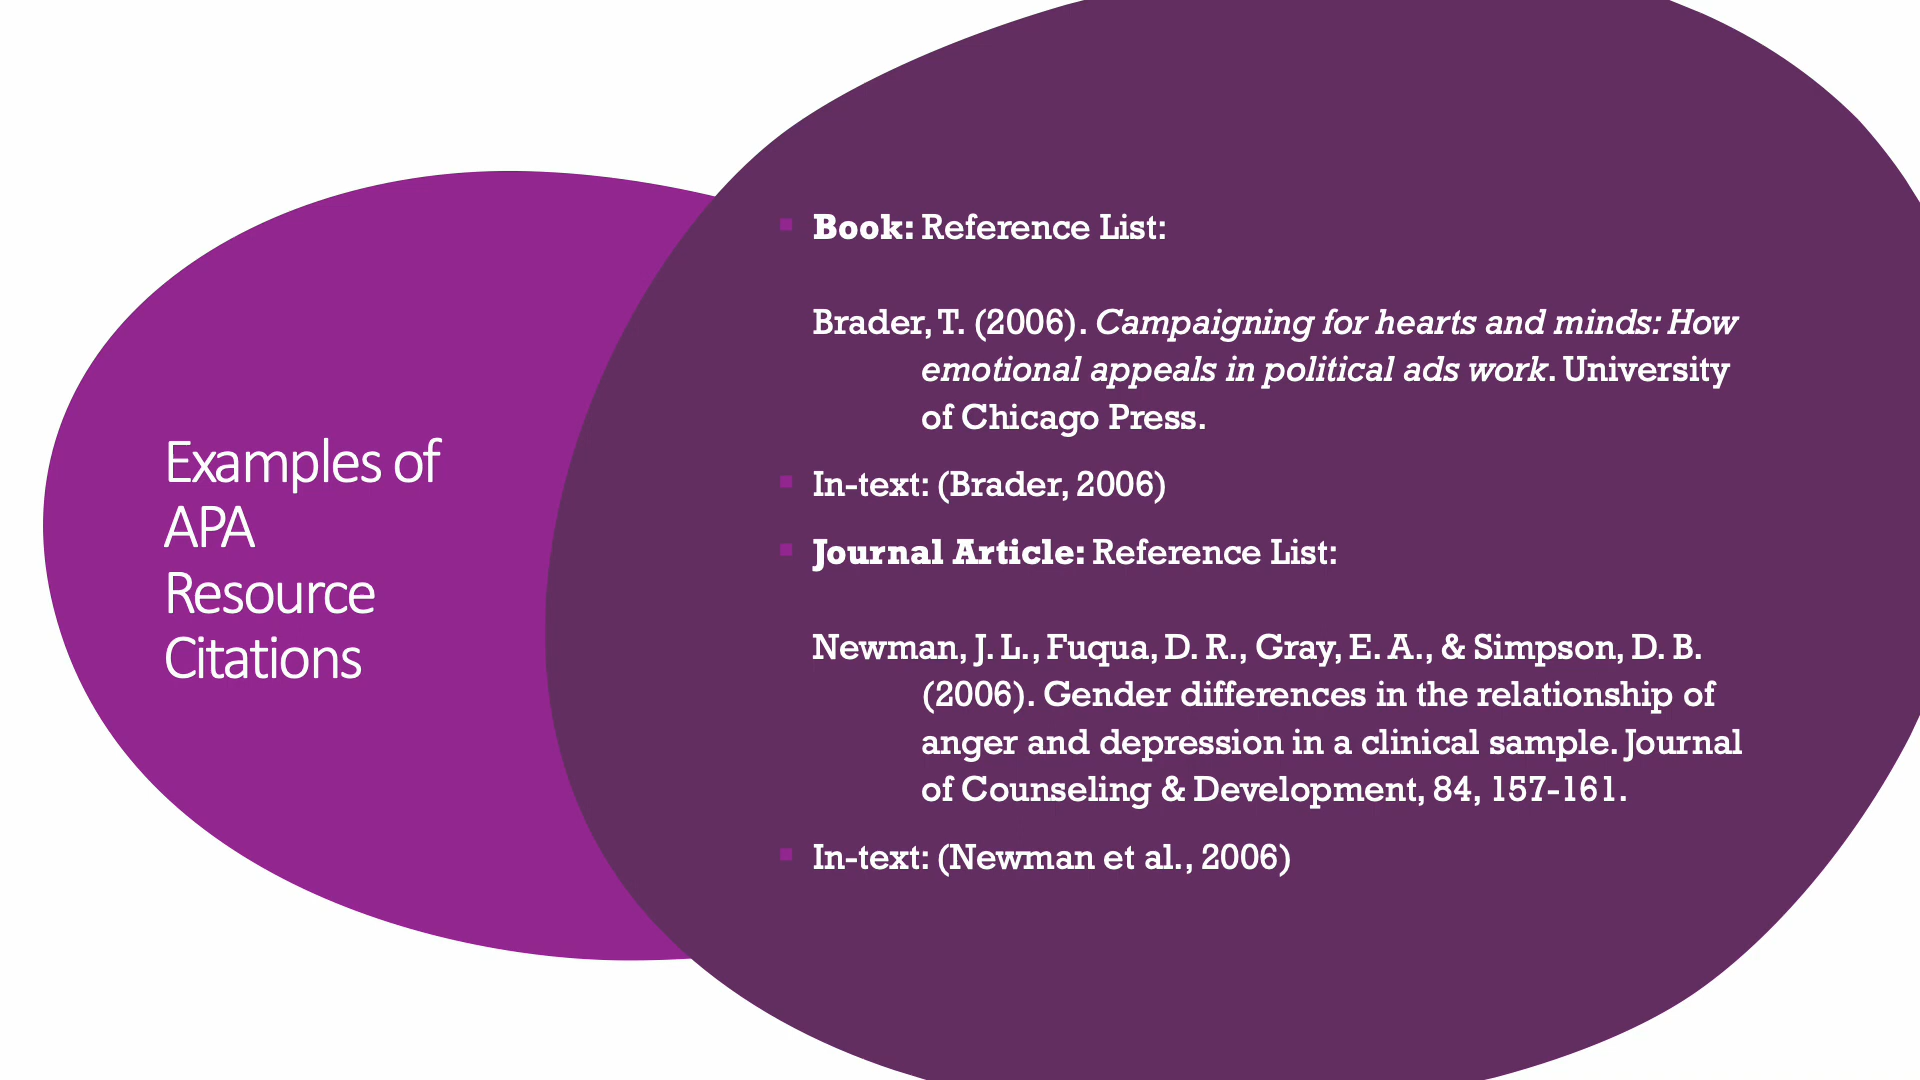 Examples of
APA
Resource
Citations
Book: Reference List:
Brader, T. (2006). Campaigning for hearts and minds: How
emotional appeals in political ads work. University
of Chicago Press.
In-text: (Brader, 2006)
Journal Article: Reference List:
Newman, J. L., Fuqua, D. R., Gray, E. A., & Simpson, D. B.
(2006). Gender differences in the relationship of
anger and depression in a clinical sample. Journal
of Counseling & Development, 84, 157-161.
In-text: (Newman et al., 2006)